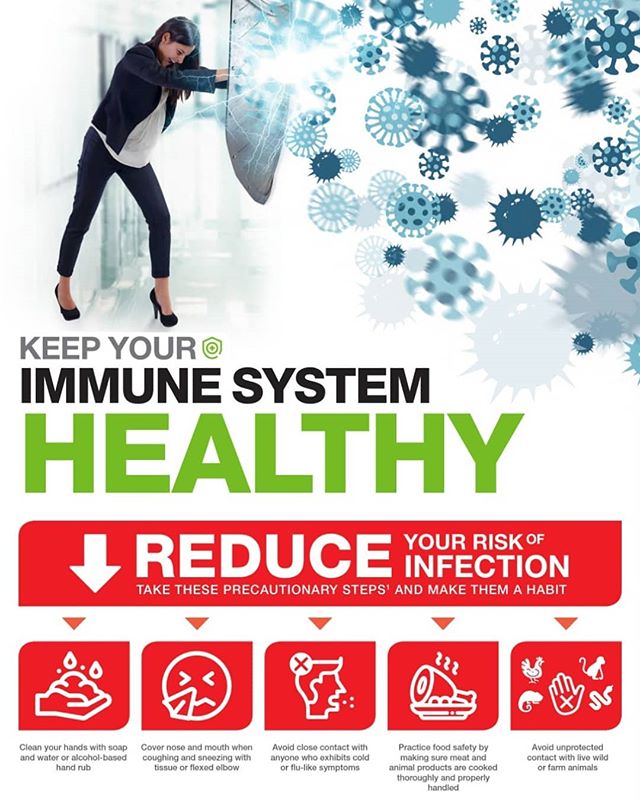 KEEP YOUR
IMMUNE SYSTEM
HEALTHY
REDUCE YOUR RISK OF INFECTION
TAKE THESE PRECAUTIONARY STEPS¹ AND MAKE THEM A HABIT
Clean your hands with soap
and water or alcohol-based
hand rub
Cover nose and mouth when
coughing and sneezing with
tissue or flexed elbow
Avoid close contact with
anyone who exhibits cold
or flu-like symptoms
Practice food safety by
making sure meat and
animal products are cooked
thoroughly and properly
handled
Avoid unprotected
contact with live wild
or farm animals